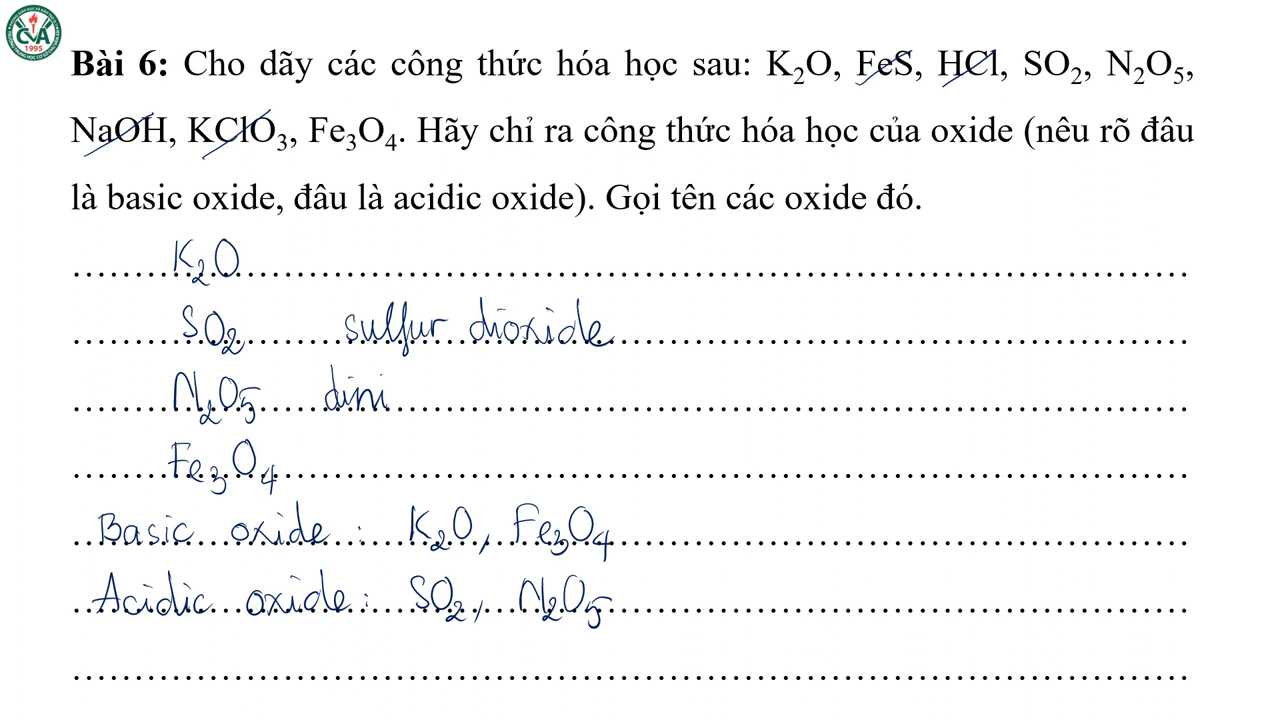 CVA
1995
Bài 6: Cho dãy các công thức hóa học sau: K₂O, FeS, HCl, SO₂, N₂O₅,
NaOH, KClO₃, Fe₃O₄. Hãy chỉ ra công thức hóa học của oxide (nêu rõ đâu
là basic oxide, đâu là acidic oxide). Gọi tên các oxide đó.
K₂O
SO₂ sulfur dioxide
N₂O₅ dini
Fe₃O₄
Basic oxide : K₂O, Fe₃O₄
Acidic oxide : SO₂, N₂O₅